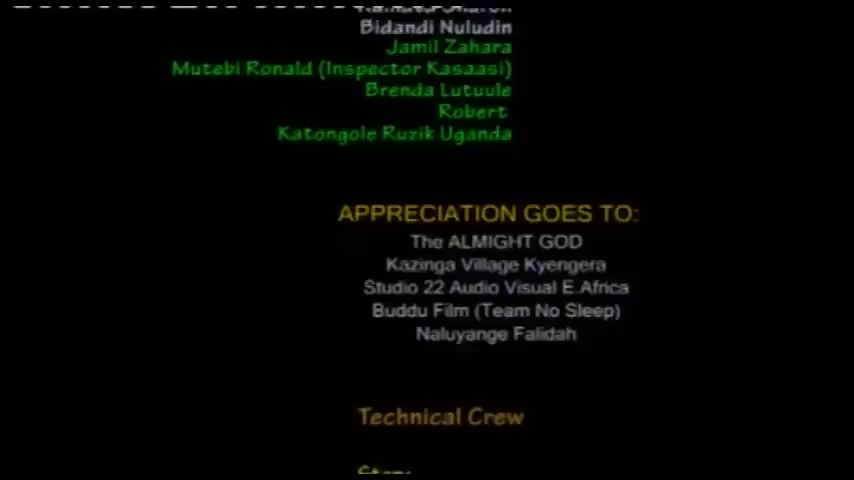 Bidandi Nuludin
Jamil Zahara
Mutebi Ronald (Inspector Kasaasi)
Brenda Lutuule
Robert
Katongole Ruzik Uganda
APPRECIATION GOES TO:
The ALMIGHT GOD
Kazinga Village Kyengera
Studio 22 Audio Visual E.Africa
Buddu Film (Team No Sleep)
Naluyange Falidah
Technical Crew